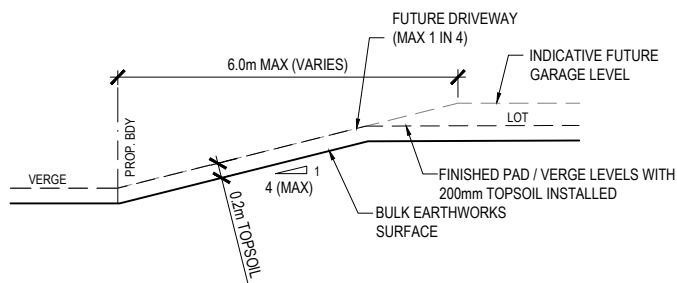 FUTURE DRIVEWAY
(MAX 1 IN 4)
6.0m MAX (VARIES)
INDICATIVE FUTURE
GARAGE LEVEL
PROP. BDY
LOT
VERGE
1
4 (MAX)
FINISHED PAD / VERGE LEVELS WITH
200mm TOPSOIL INSTALLED
0.2m TOPSOIL
BULK EARTHWORKS
SURFACE